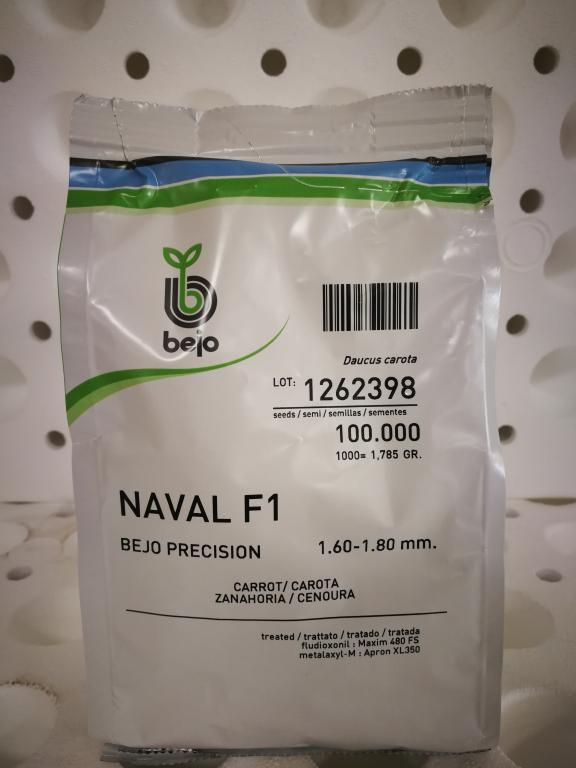 bejo
Daucus carota
LOT: 1262398
seeds / semi / semillas / sementes
100.000
1000= 1,785 GR.
NAVAL F1
BEJO PRECISION 1.60-1.80 mm.
CARROT/ CAROTA
ZANAHORIA / CENOURA
treated / trattato / tratado / tratada
fludioxonil : Maxim 480 FS
metalaxyl-M : Apron XL350